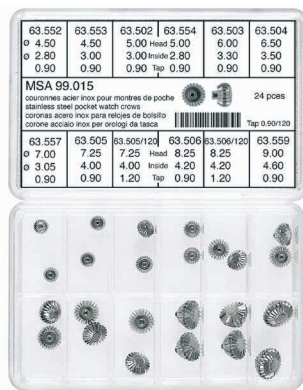 63.552 63.553 63.502 63.554 63.503 63.504
Ø 4.50 4.50 5.00 Head 5.00 6.00 6.50
Ø 2.80 3.00 3.00 Inside 2.80 3.30 3.50
0.90 0.90 0.90 Tap 0.90 0.90 0.90
MSA 99.015
couronnes acier inox pour montres de poche
stainless steel pocket watch crows
coronas acero inox para relojes de bolsillo
corone acciaio inox per orologi da tasca
24 pces
Tap 0.90/120
63.557 63.505 63.505/120 63.506 63.506/120 63.559
Ø 7.00 7.25 7.25 Head 8.25 8.25 9.00
Ø 3.05 4.00 4.00 Inside 4.20 4.20 4.60
0.90 0.90 1.20 Tap 0.90 1.20 0.90